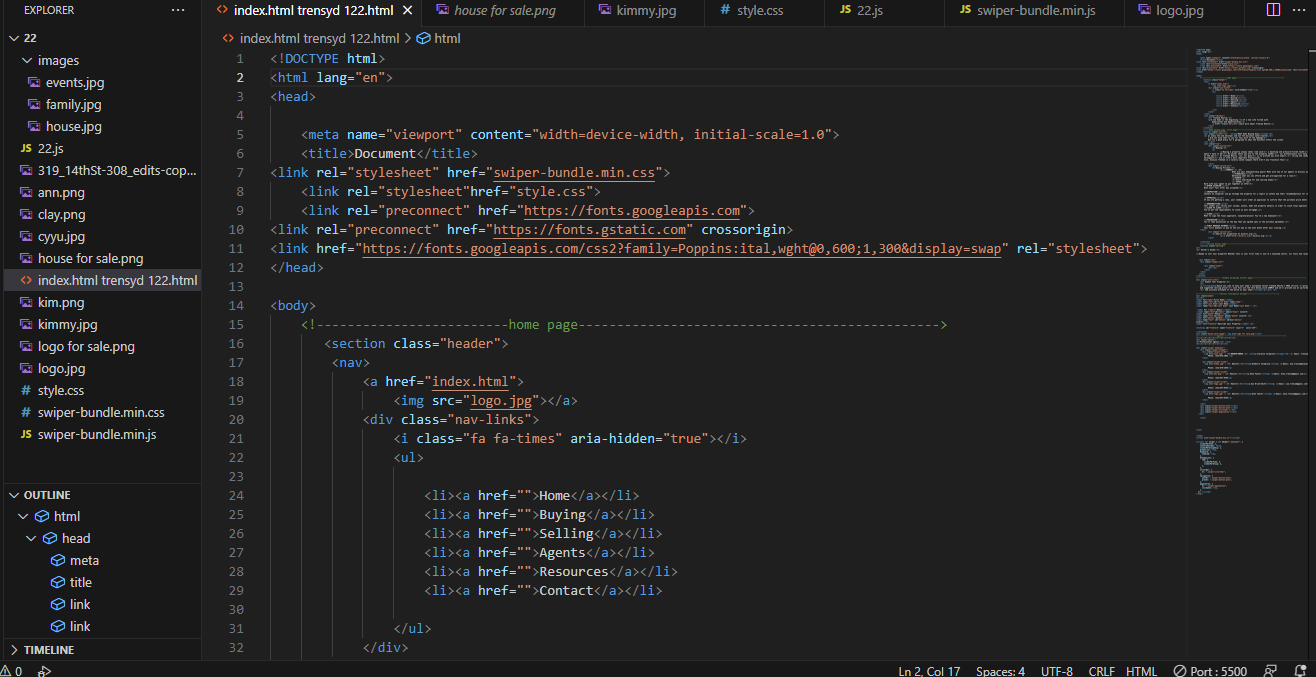 EXPLORER
···
index.html trensyd 122.html
house for sale.png
kimmy.jpg
# style.css
JS 22.js
JS swiper-bundle.min.js
logo.jpg
···
22
images
events.jpg
family.jpg
house.jpg
JS 22.js
319_14thSt-308_edits-cop...
ann.png
clay.png
cyyu.jpg
house for sale.png
index.html trensyd 122.html
kim.png
kimmy.jpg
logo for sale.png
logo.jpg
# style.css
# swiper-bundle.min.css
JS swiper-bundle.min.js
OUTLINE
html
head
meta
title
link
link
TIMELINE
index.html trensyd 122.html > html
1 <!DOCTYPE html>
2 <html lang="en">
3 <head>
4
5 <meta name="viewport" content="width=device-width, initial-scale=1.0">
6 <title>Document</title>
7 <link rel="stylesheet" href="swiper-bundle.min.css">
8 <link rel="stylesheet"href="style.css">
9 <link rel="preconnect" href="https://fonts.googleapis.com">
10 <link rel="preconnect" href="https://fonts.gstatic.com" crossorigin>
11 <link href="https://fonts.googleapis.com/css2?family=Poppins:ital,wght@0,600;1,300&display=swap" rel="stylesheet">
12 </head>
13
14 <body>
15 <!-------------------------home page----------------------------------------------->
16 <section class="header">
17 <nav>
18 <a href="index.html">
19 <img src="logo.jpg"></a>
20 <div class="nav-links">
21 <i class="fa fa-times" aria-hidden="true"></i>
22 <ul>
23
24 <li><a href="">Home</a></li>
25 <li><a href="">Buying</a></li>
26 <li><a href="">Selling</a></li>
27 <li><a href="">Agents</a></li>
28 <li><a href="">Resources</a></li>
29 <li><a href="">Contact</a></li>
30
31 </ul>
32 </div>
0
Ln 2, Col 17
Spaces: 4
UTF-8
CRLF
HTML
Port : 5500